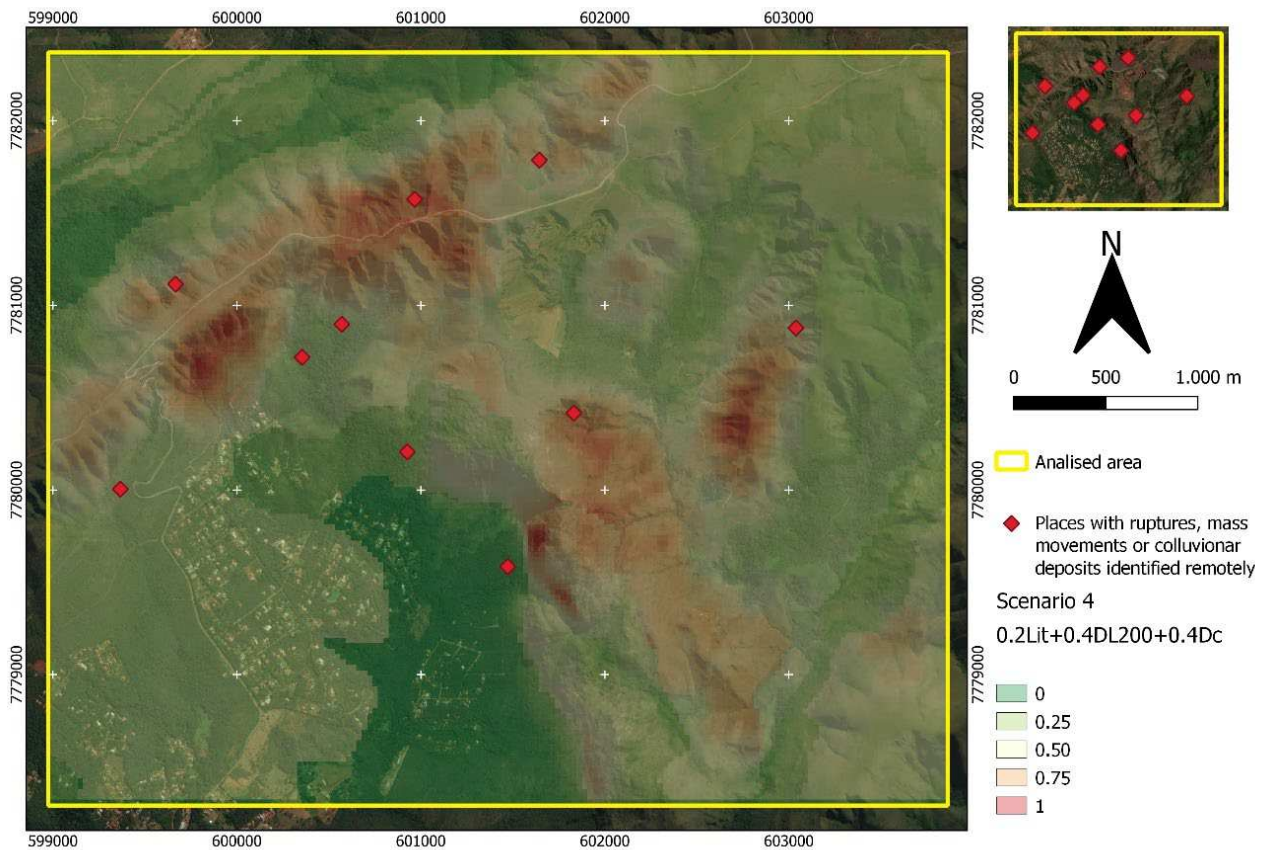 599000 600000 601000 602000 603000
7782000 7782000
7781000 7781000
7780000 7780000
7779000 7779000
599000 600000 601000 602000 603000
N
0 500 1.000 m
Analised area
Places with ruptures, mass
movements or colluvionar
deposits identified remotely
Scenario 4
0.2Lit+0.4DL200+0.4Dc
0
0.25
0.50
0.75
1